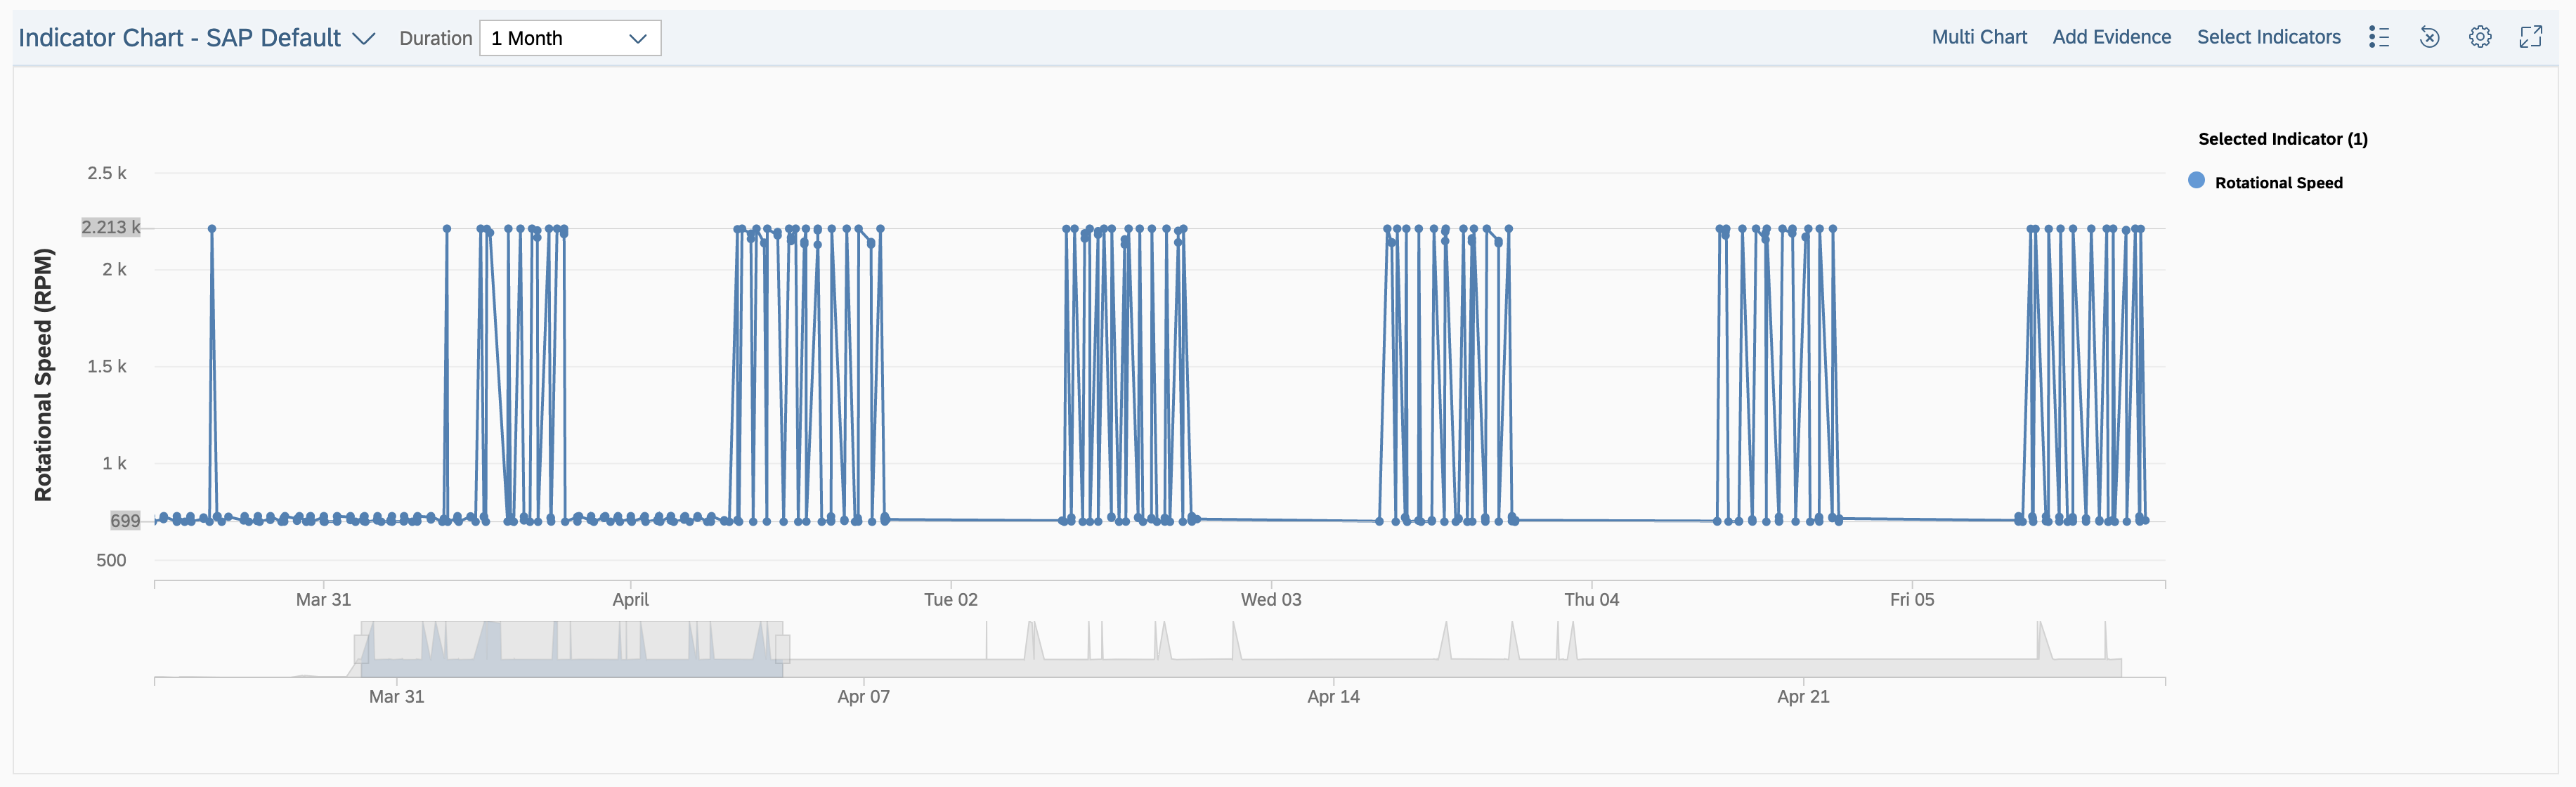 Indicator Chart - SAP Default Duration 1 Month Multi Chart Add Evidence Select Indicators
Selected Indicator (1)
Rotational Speed
Rotational Speed (RPM)
2.5 k
2.213 k
2 k
1.5 k
1 k
699
500
Mar 31 April Tue 02 Wed 03 Thu 04 Fri 05
Mar 31 Apr 07 Apr 14 Apr 21